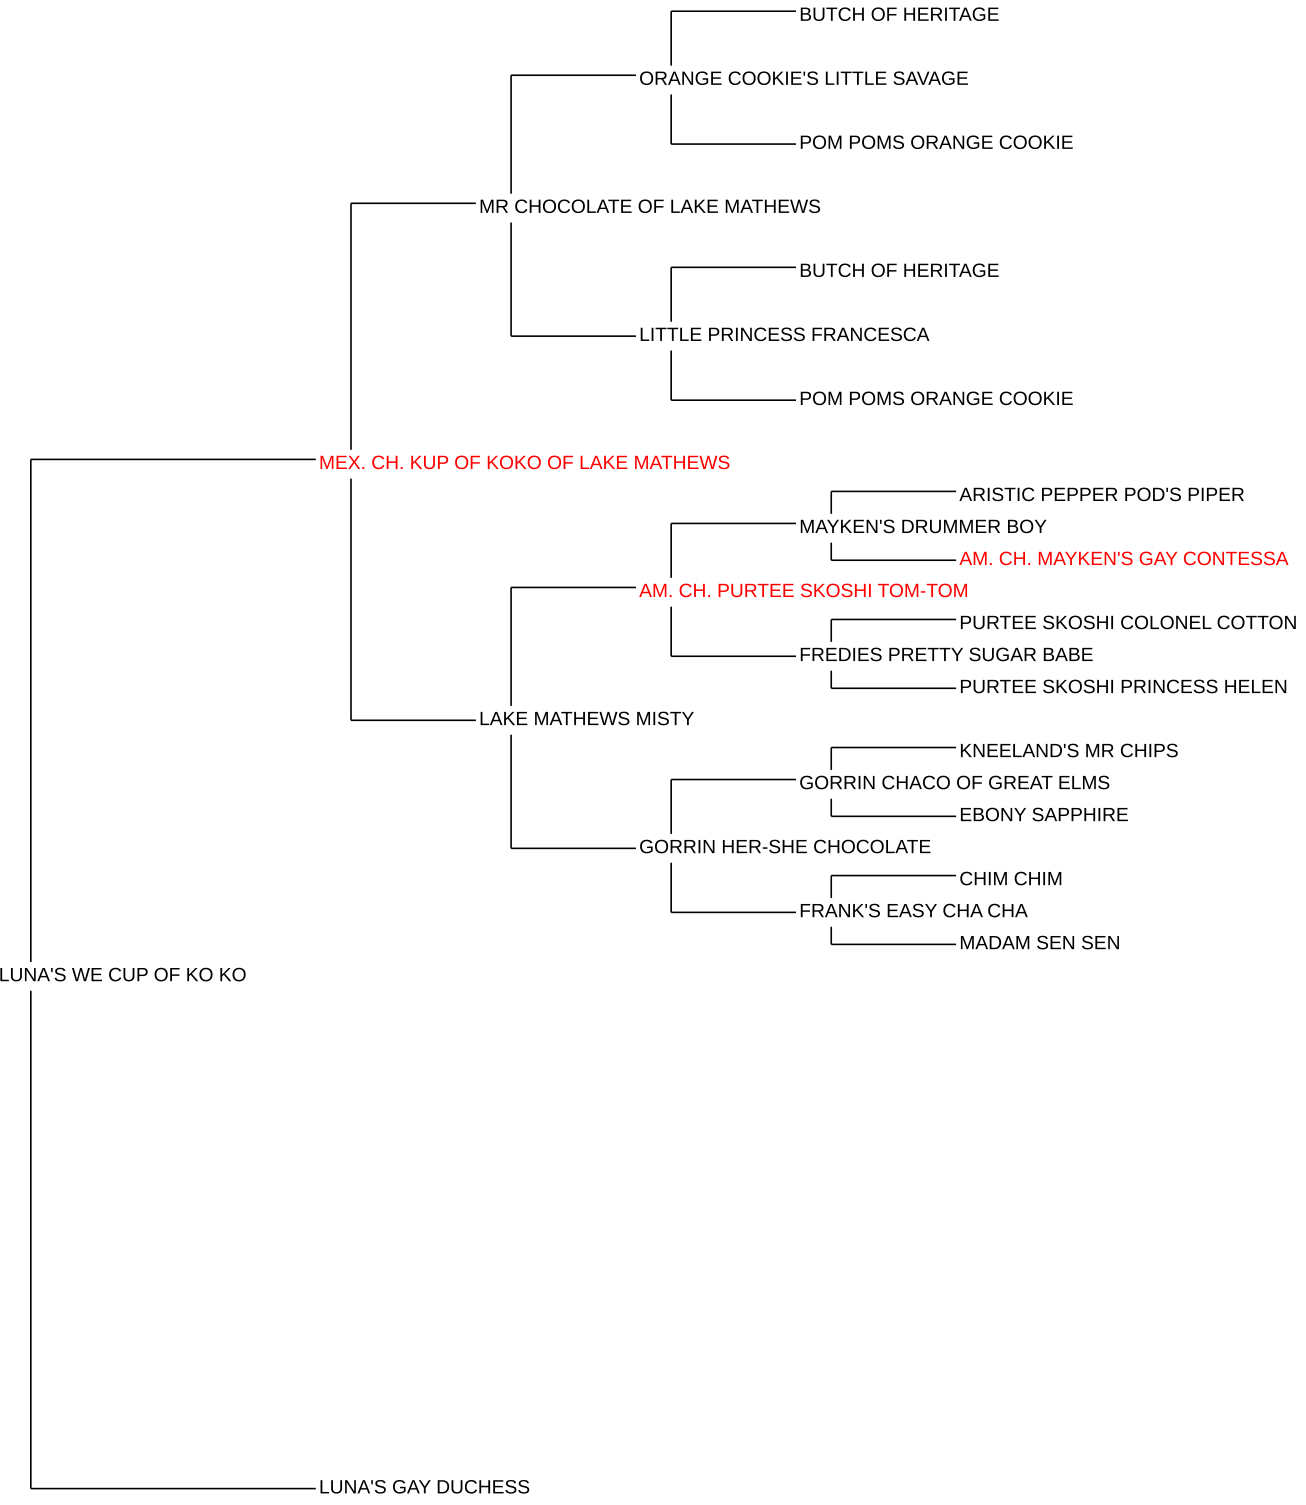 BUTCH OF HERITAGE
ORANGE COOKIE'S LITTLE SAVAGE
POM POMS ORANGE COOKIE
MR CHOCOLATE OF LAKE MATHEWS
BUTCH OF HERITAGE
LITTLE PRINCESS FRANCESCA
POM POMS ORANGE COOKIE
MEX. CH. KUP OF KOKO OF LAKE MATHEWS
ARISTIC PEPPER POD'S PIPER
MAYKEN'S DRUMMER BOY
AM. CH. MAYKEN'S GAY CONTESSA
AM. CH. PURTEE SKOSHI TOM-TOM
PURTEE SKOSHI COLONEL COTTON
FREDIES PRETTY SUGAR BABE
PURTEE SKOSHI PRINCESS HELEN
LAKE MATHEWS MISTY
KNEELAND'S MR CHIPS
GORRIN CHACO OF GREAT ELMS
EBONY SAPPHIRE
GORRIN HER-SHE CHOCOLATE
CHIM CHIM
FRANK'S EASY CHA CHA
MADAM SEN SEN
LUNA'S WE CUP OF KO KO
LUNA'S GAY DUCHESS